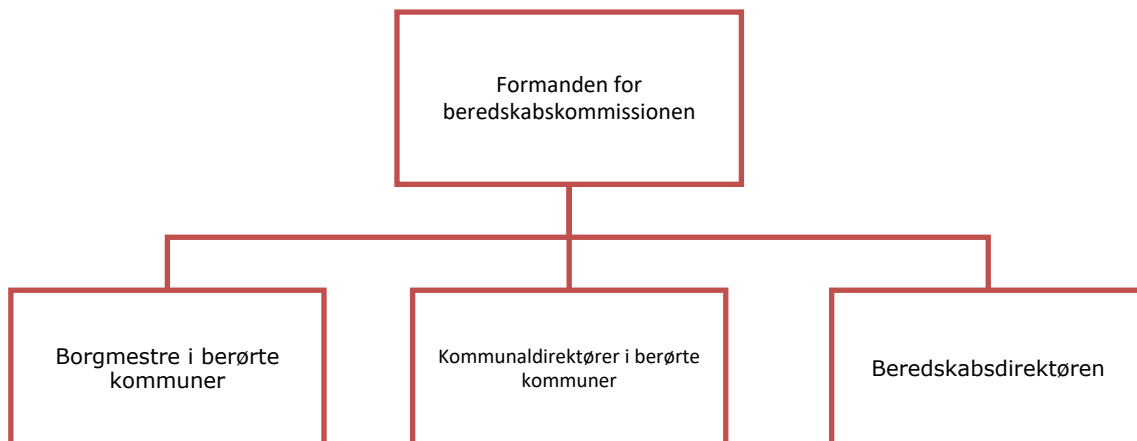 Formanden for
beredskabskommissionen
Borgmestre i berørte
kommuner
Kommunaldirektører i berørte
kommuner
Beredskabsdirektøren